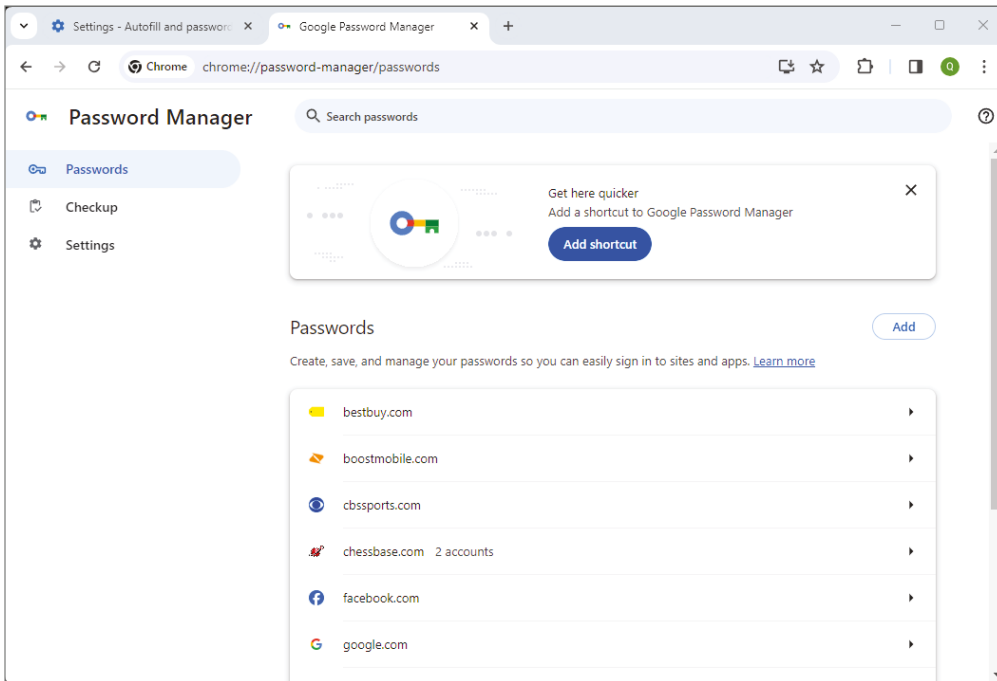 Settings - Autofill and password
Google Password Manager
Chrome
chrome://password-manager/passwords
Q
Password Manager
Search passwords
Passwords
Checkup
Settings
Get here quicker
Add a shortcut to Google Password Manager
Add shortcut
Passwords
Add
Create, save, and manage your passwords so you can easily sign in to sites and apps. Learn more
bestbuy.com
boostmobile.com
cbssports.com
chessbase.com 2 accounts
facebook.com
google.com